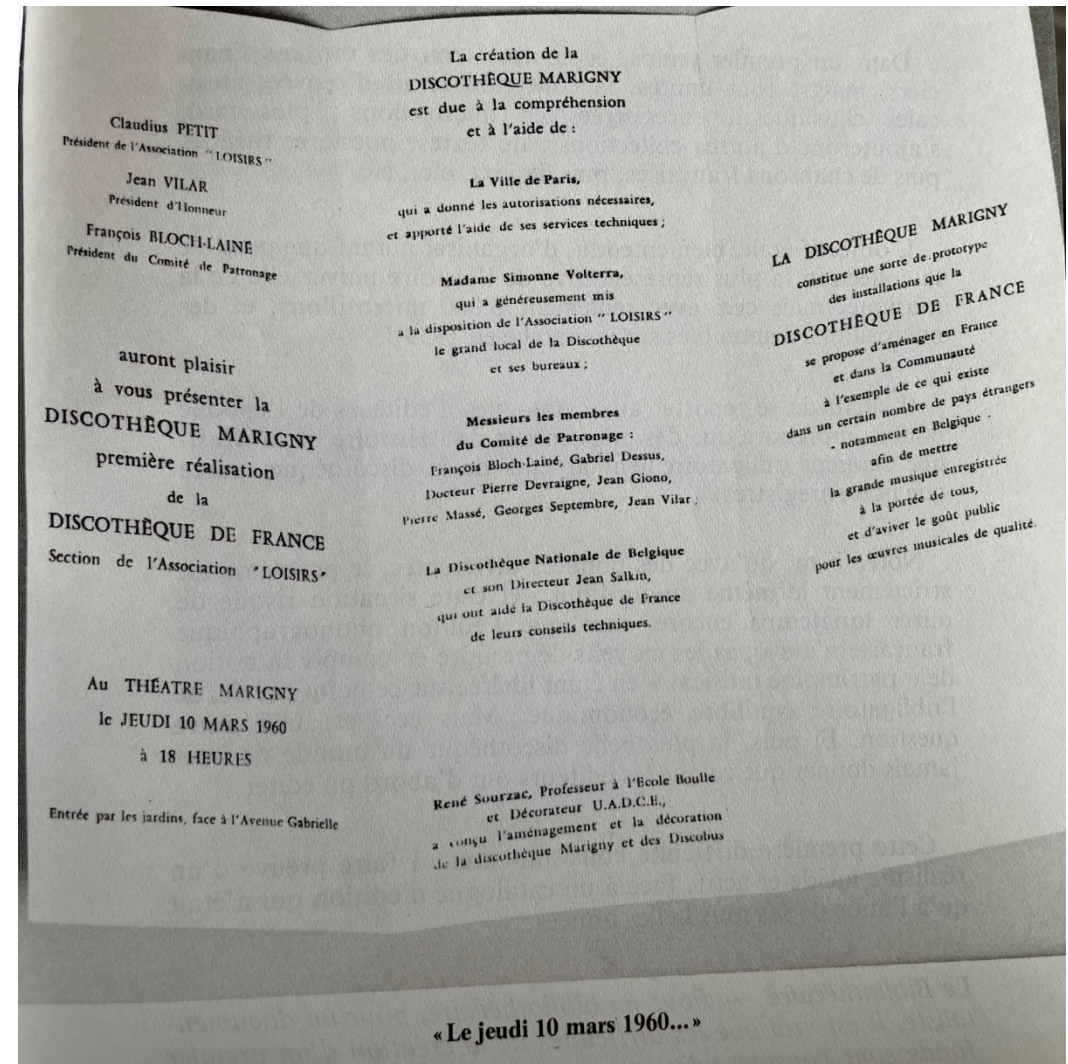 Claudius PETIT
Président de l'Association " LOISIRS "
Jean VILAR
Président d'Honneur
François BLOCH-LAINÉ
Président du Comité de Patronage
auront plaisir
à vous présenter la
DISCOTHÈQUE MARIGNY
première réalisation
de la
DISCOTHÈQUE DE FRANCE
Section de l'Association "LOISIRS"
Au THÉATRE MARIGNY
le JEUDI 10 MARS 1960
à 18 HEURES
Entrée par les jardins, face à l'Avenue Gabrielle
La création de la
DISCOTHÈQUE MARIGNY
est due à la compréhension
et à l'aide de :
La Ville de Paris,
qui a donné les autorisations nécessaires,
et apporté l'aide de ses services techniques ;
Madame Simonne Volterra,
qui a généreusement mis
a la disposition de l'Association " LOISIRS "
le grand local de la Discothèque
et ses bureaux ;
Messieurs les membres
du Comité de Patronage :
François Bloch-Lainé, Gabriel Dessus,
Docteur Pierre Devraigne, Jean Giono,
Pierre Massé, Georges Septembre, Jean Vilar ;
La Discothèque Nationale de Belgique
et son Directeur Jean Salkin,
qui ont aidé la Discothèque de France
de leurs conseils techniques.
René Sourzac, Professeur à l'Ecole Boulle
et Décorateur U.A.D.C.E.,
a conçu l'aménagement et la décoration
de la discothèque Marigny et des Discobus
LA DISCOTHÈQUE MARIGNY
constitue une sorte de prototype
des installations que la
DISCOTHÈQUE DE FRANCE
se propose d'aménager en France
et dans la Communauté
à l'exemple de ce qui existe
dans un certain nombre de pays étrangers
- notamment en Belgique -
afin de mettre
la grande musique enregistrée
à la portée de tous,
et d'aviver le goût public
pour les œuvres musicales de qualité.
«Le jeudi 10 mars 1960...»